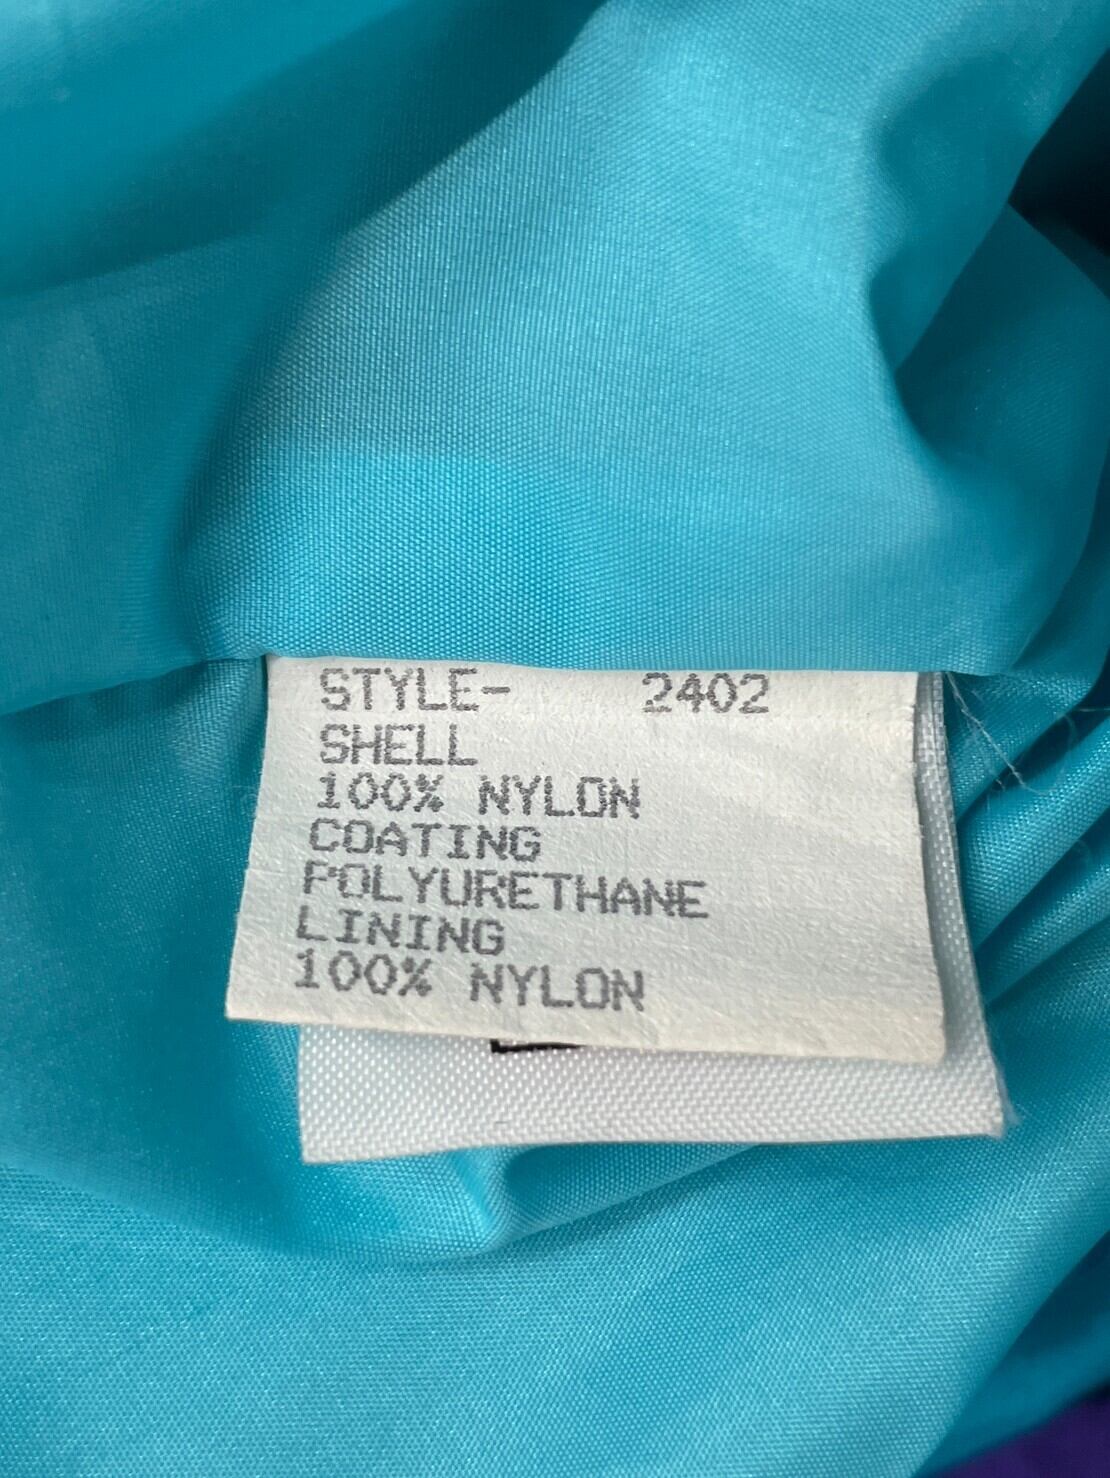 STYLE- 2402
SHELL
100% NYLON
COATING
POLYURETHANE
LINING
100% NYLON